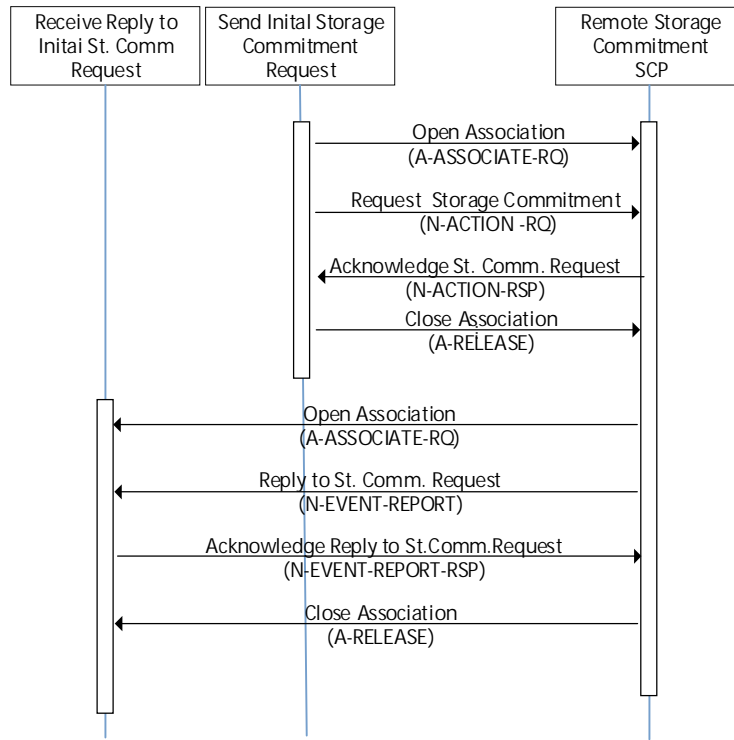 Receive Reply to
Initai St. Comm
Request
Send Inital Storage
Commitment
Request
Remote Storage
Commitment
SCP
Open Association
(A-ASSOCIATE-RQ)
Request Storage Commitment
(N-ACTION -RQ)
Acknowledge St. Comm. Request
(N-ACTION-RSP)
Close Association
(A-RELEASE)
Open Association
(A-ASSOCIATE-RQ)
Reply to St. Comm. Request
(N-EVENT-REPORT)
Acknowledge Reply to St.Comm.Request
(N-EVENT-REPORT-RSP)
Close Association
(A-RELEASE)